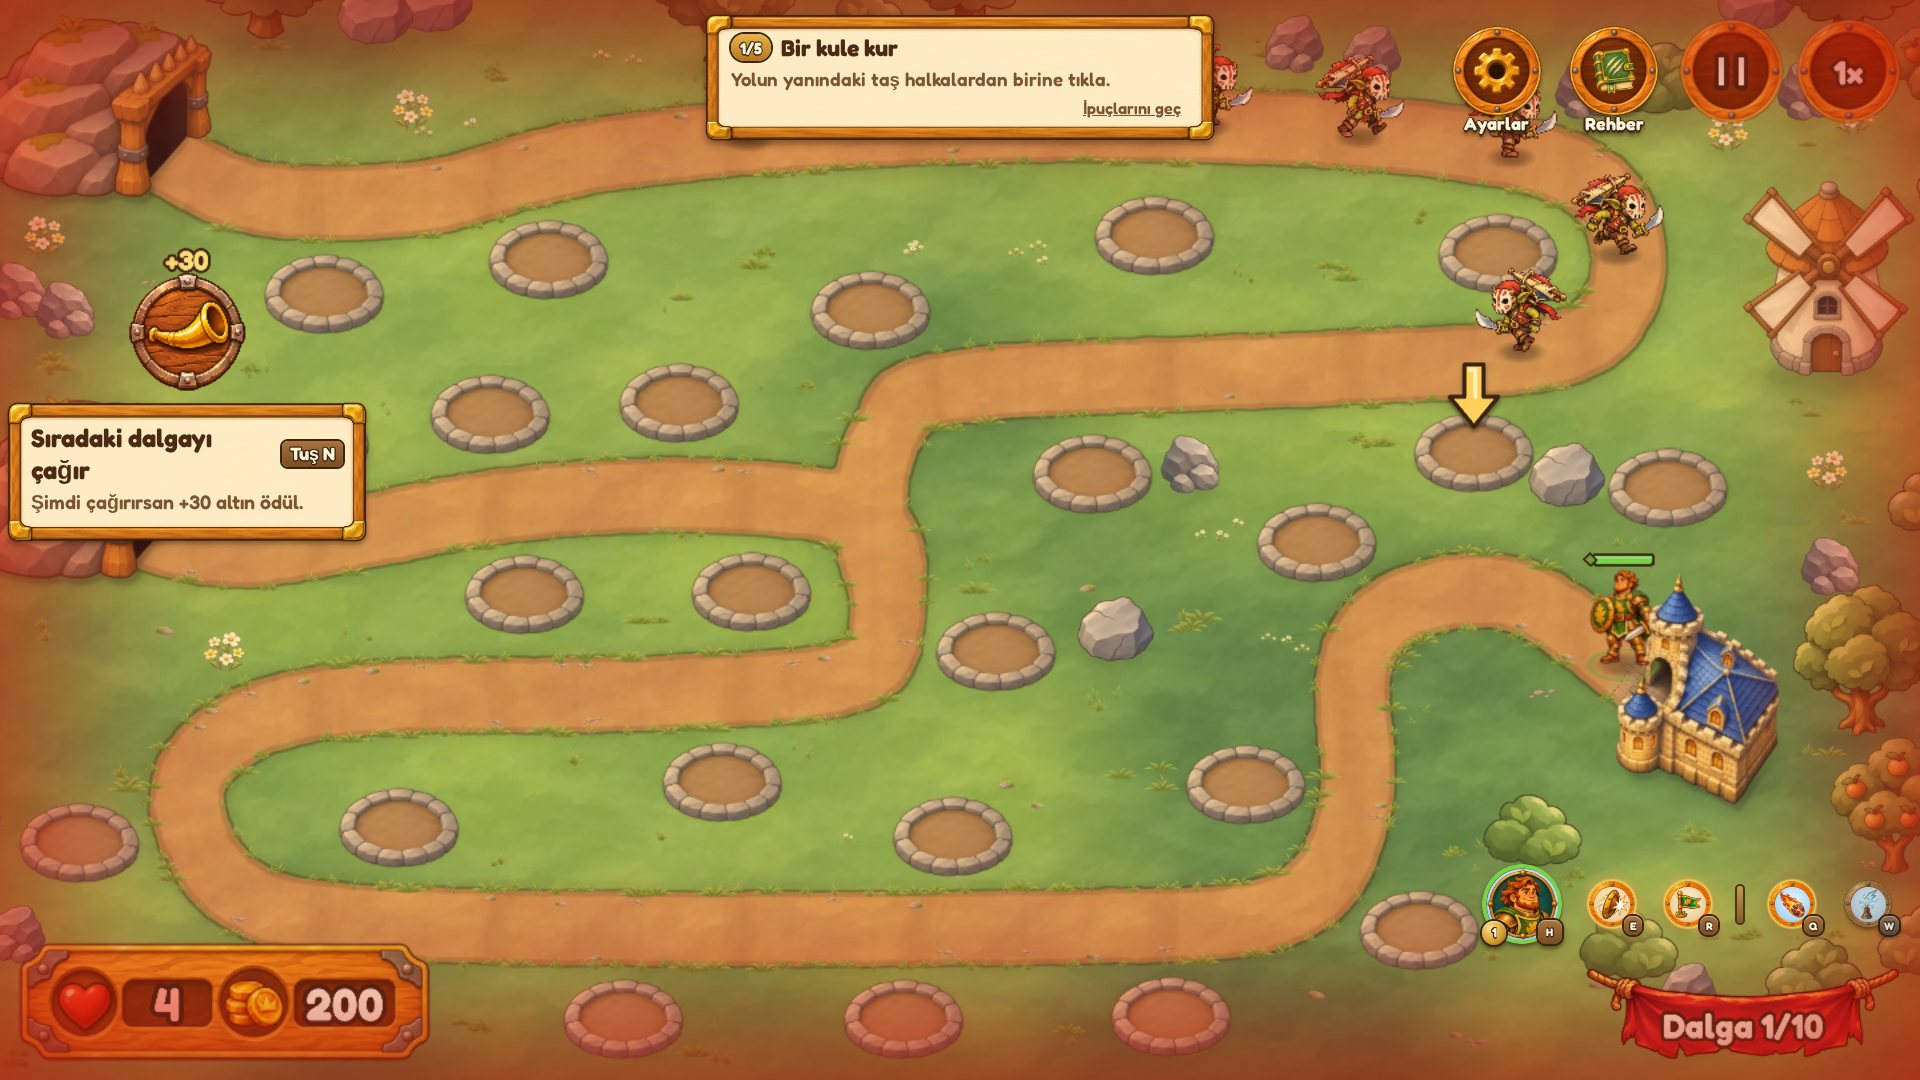 1/5 Bir kule kur
Yolun yanındaki taş halkalardan birine tıkla.
İpuçlarını geç
Ayarlar
Rehber
1x
+30
Sıradaki dalgayı
çağır
Tuş N
Şimdi çağırırsan +30 altın ödül.
1
H
E
R
Q
W
4
200
Dalga 1/10